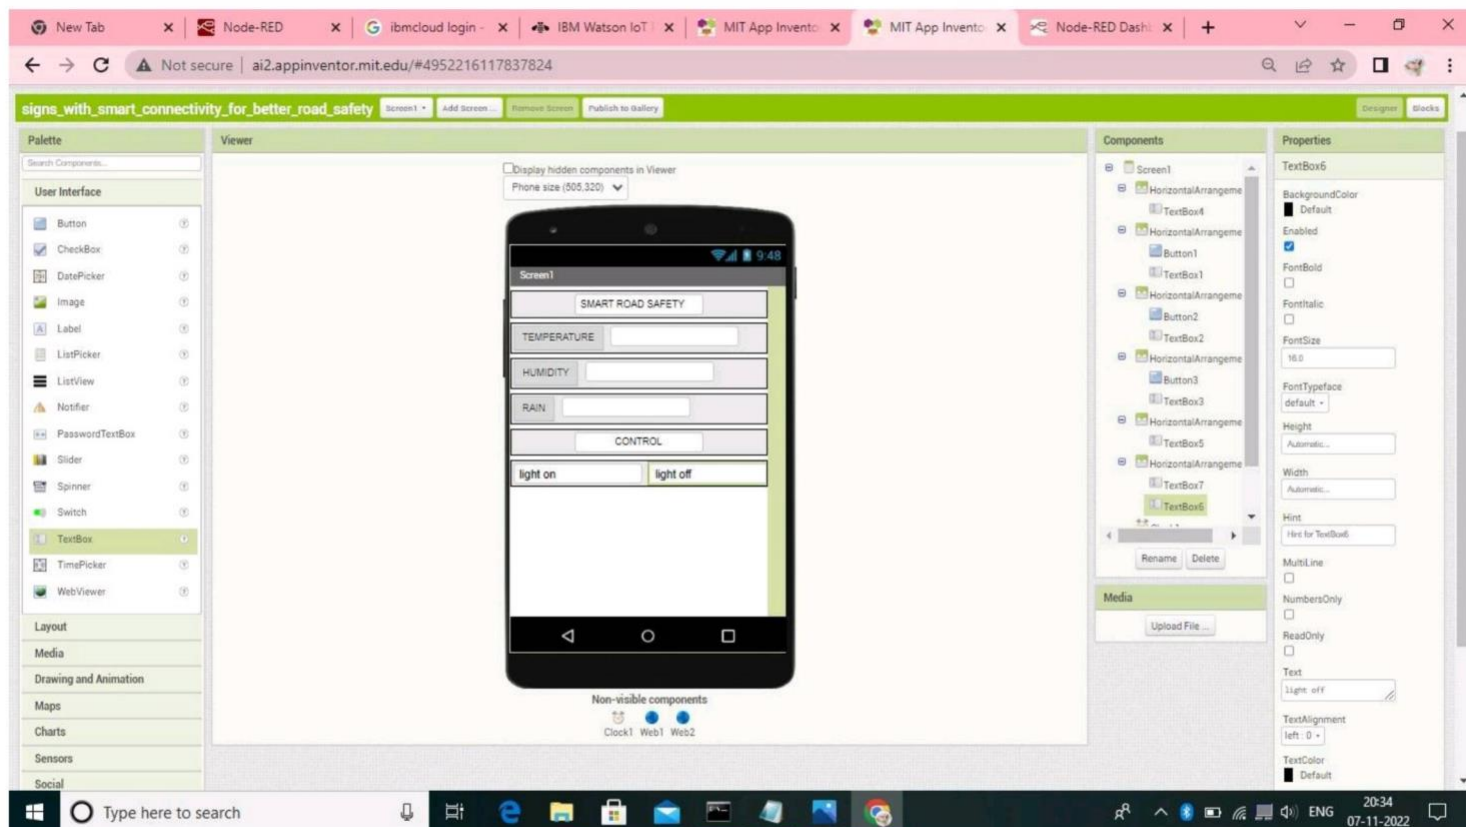 New Tab
Node-RED
ibmcloud login -
IBM Watson IoT
MIT App Invento
MIT App Invento
Node-RED Dash
Not secure | ai2.appinventor.mit.edu/#4952216117837824
signs_with_smart_connectivity_for_better_road_safety
Screen1
Add Screen ...
Remove Screen
Publish to Gallery
Designer
Blocks
Palette
Search Components...
User Interface
Button
CheckBox
DatePicker
Image
Label
ListPicker
ListView
Notifier
PasswordTextBox
Slider
Spinner
Switch
TextBox
TimePicker
WebViewer
Layout
Media
Drawing and Animation
Maps
Charts
Sensors
Social
Viewer
Display hidden components in Viewer
Phone size (505,320)
9:48
Screen1
SMART ROAD SAFETY
TEMPERATURE
HUMIDITY
RAIN
CONTROL
light on
light off
Non-visible components
Clock1 Web1 Web2
Components
Screen1
HorizontalArrangeme
TextBox4
HorizontalArrangeme
Button1
TextBox1
HorizontalArrangeme
Button2
TextBox2
HorizontalArrangeme
Button3
TextBox3
HorizontalArrangeme
TextBox5
HorizontalArrangeme
TextBox7
TextBox6
Rename
Delete
Media
Upload File ...
Properties
TextBox6
BackgroundColor
Default
Enabled
FontBold
FontItalic
FontSize
16.0
FontTypeface
default
Height
Automatic...
Width
Automatic...
Hint
Hint for TextBox6
MultiLine
NumbersOnly
ReadOnly
Text
light off
TextAlignment
left : 0
TextColor
Default
Type here to search
ENG
20:34
07-11-2022